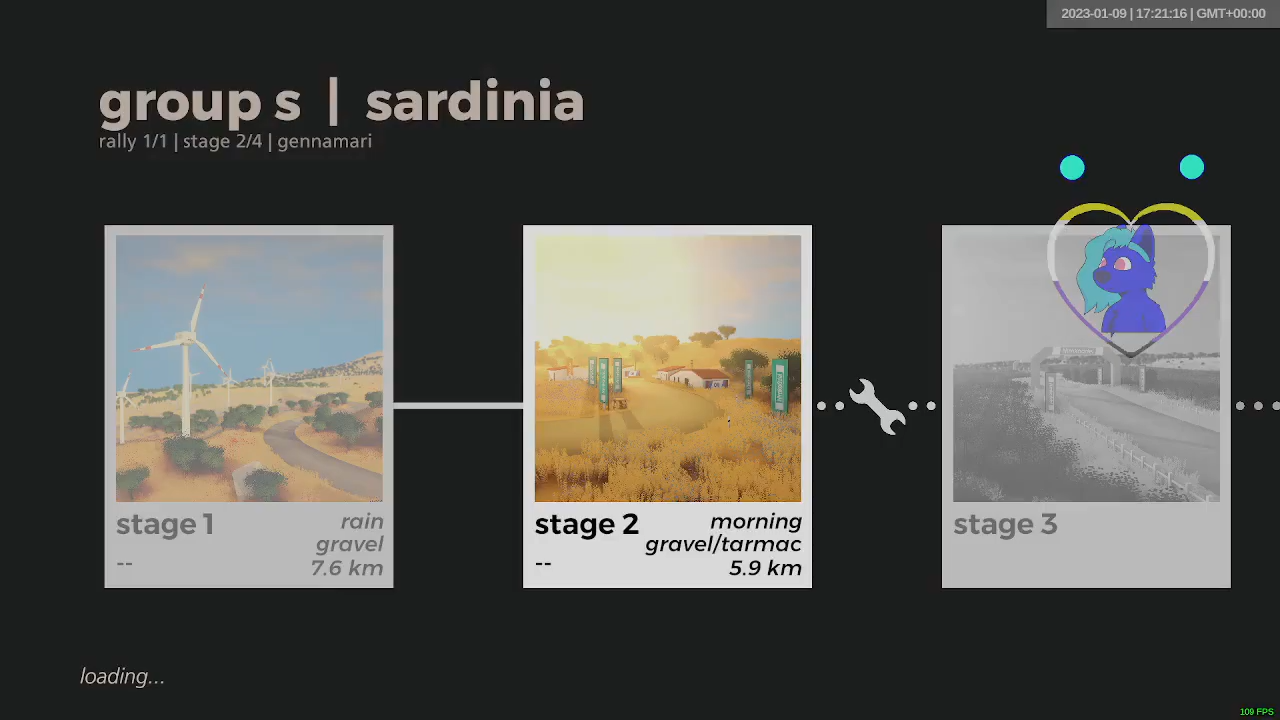 2023-01-09 | 17:21:16 | GMT+00:00
group s | sardinia
rally 1/1 | stage 2/4 | gennamari
stage 1
rain
gravel
--
7.6 km
stage 2
morning
gravel/tarmac
--
5.9 km
stage 3
loading...
109 FPS